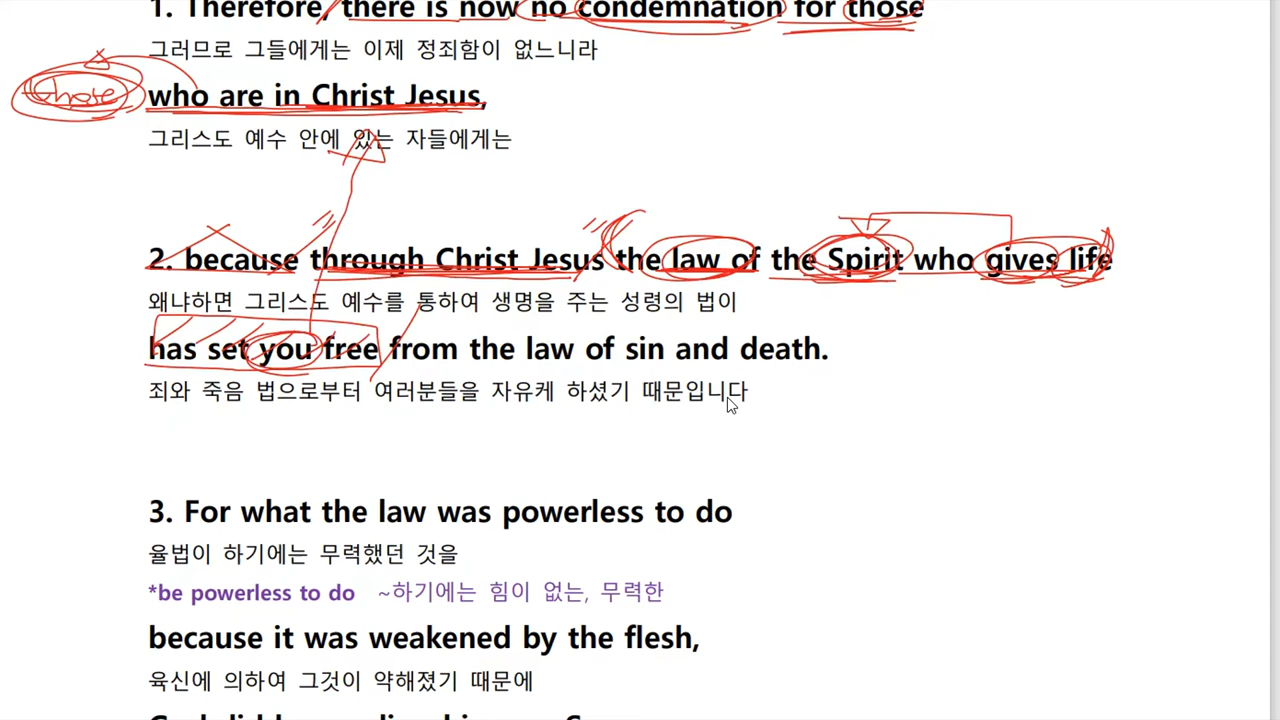 1. Therefore, there is now no condemnation for those
그러므로 그들에게는 이제 정죄함이 없느니라
those
who are in Christ Jesus,
그리스도 예수 안에 있는 자들에게는
2. because through Christ Jesus the law of the Spirit who gives life
왜냐하면 그리스도 예수를 통하여 생명을 주는 성령의 법이
has set you free from the law of sin and death.
죄와 죽음 법으로부터 여러분들을 자유케 하셨기 때문입니다
3. For what the law was powerless to do
율법이 하기에는 무력했던 것을
*be powerless to do ~하기에는 힘이 없는, 무력한
because it was weakened by the flesh,
육신에 의하여 그것이 약해졌기 때문에